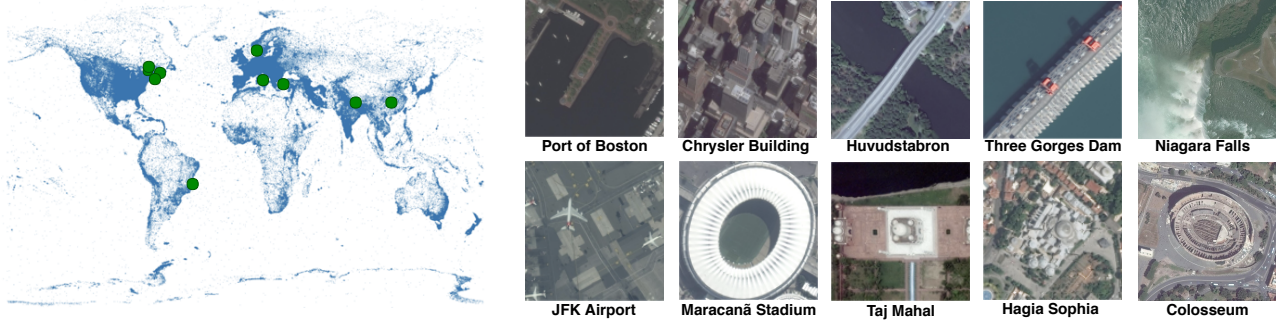 Port of Boston
Chrysler Building
Huvudstabron
Three Gorges Dam
Niagara Falls
JFK Airport
Maracanã Stadium
Taj Mahal
Hagia Sophia
Colosseum